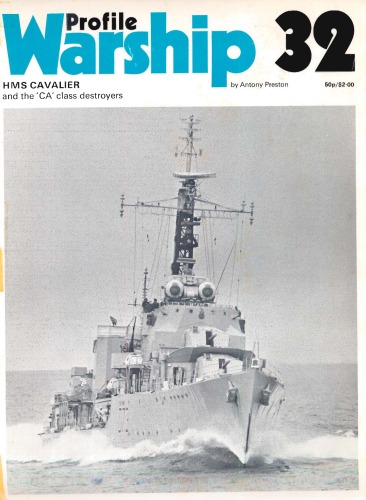 Profile
Warship 32
HMS CAVALIER
and the 'CA' class destroyers
by Antony Preston
50p/$2·00